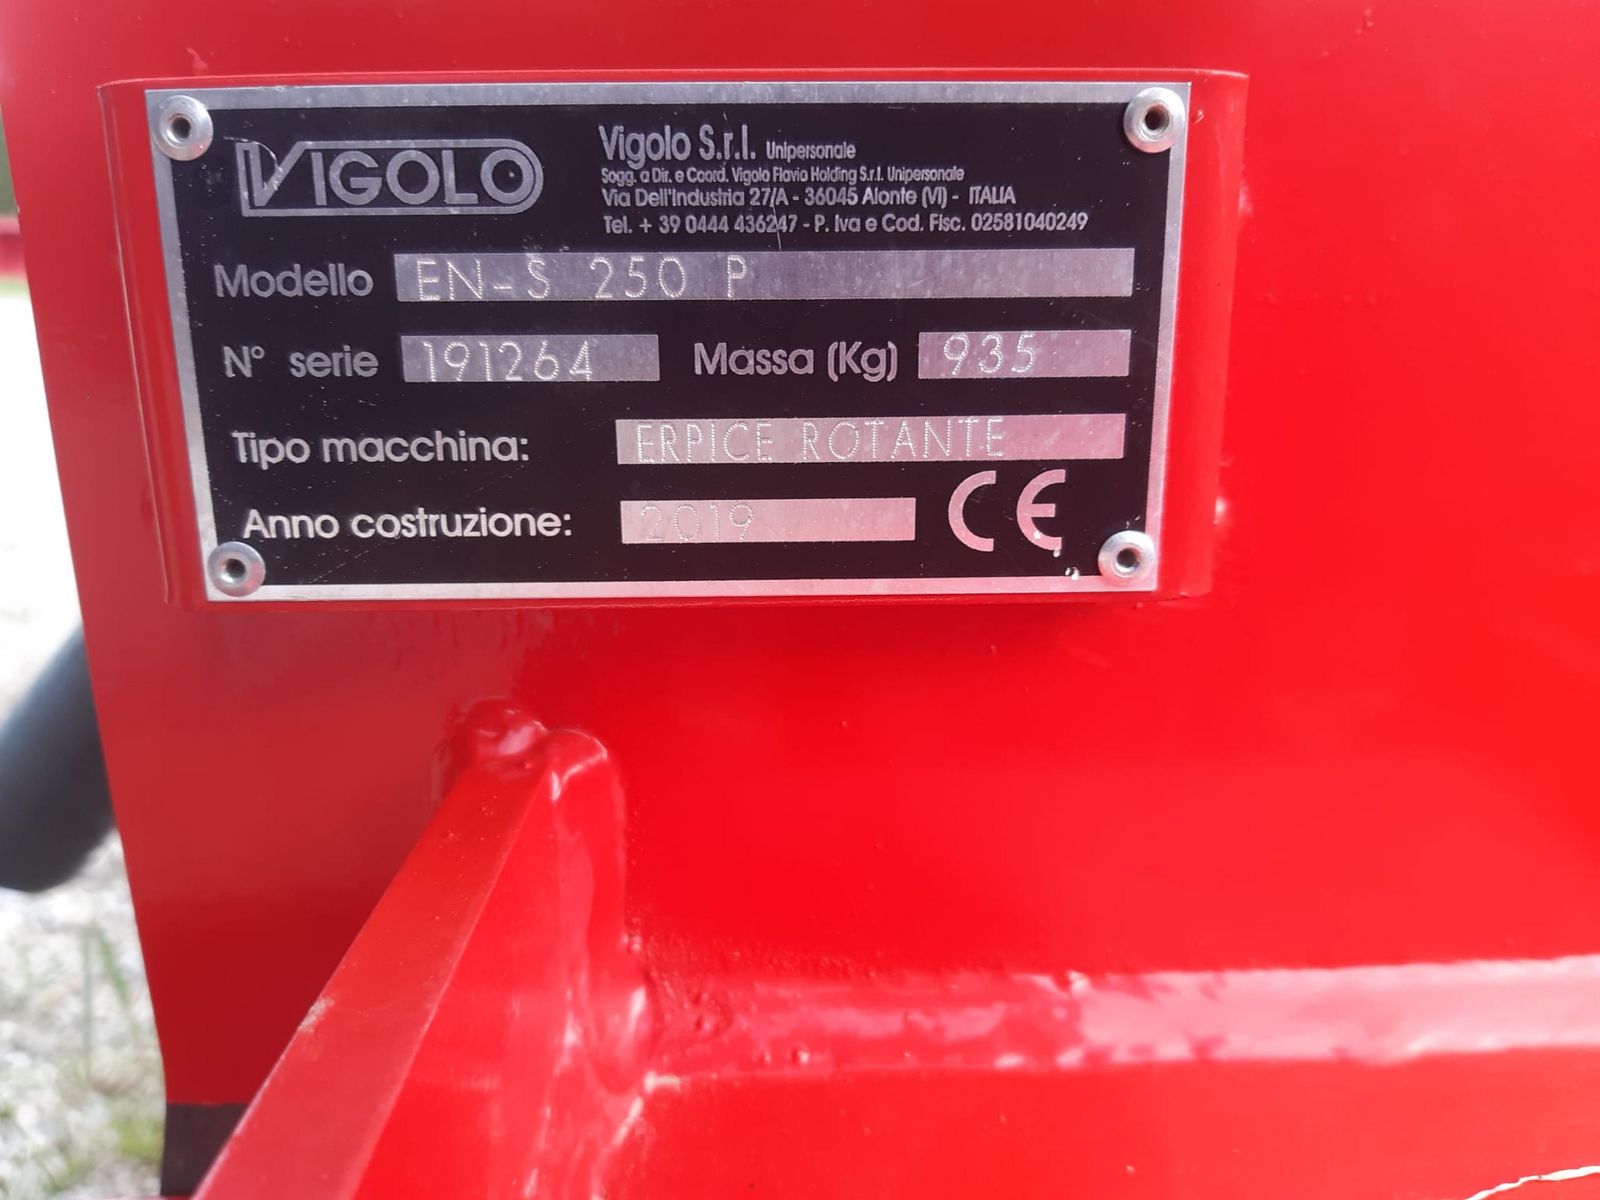 VIGOLO
Vigolo S.r.l. Unipersonale
Sogg. a Dir. e Coord. Vigolo Flavio Holding S.r.l. Unipersonale
Via Dell'Industria 27/A - 36045 Alonte (VI) - ITALIA
Tel. + 39 0444 436247 - P. Iva e Cod. Fisc. 02581040249
Modello EN-S 250 P
N° serie 191264 Massa (Kg) 935
Tipo macchina: ERPICE ROTANTE
Anno costruzione: 2019 CE